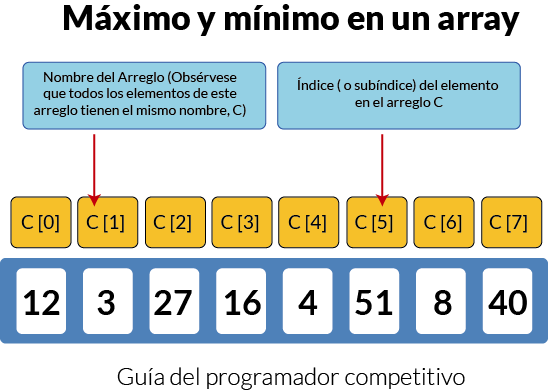 Máximo y mínimo en un array
Nombre del Arreglo (Obsérvese
que todos los elementos de este
arreglo tienen el mismo nombre, C)
Índice ( o subíndice) del elemento
en el arreglo C
C [0] C [1] C [2] C [3] C [4] C [5] C [6] C [7]
12 3 27 16 4 51 8 40
Guía del programador competitivo